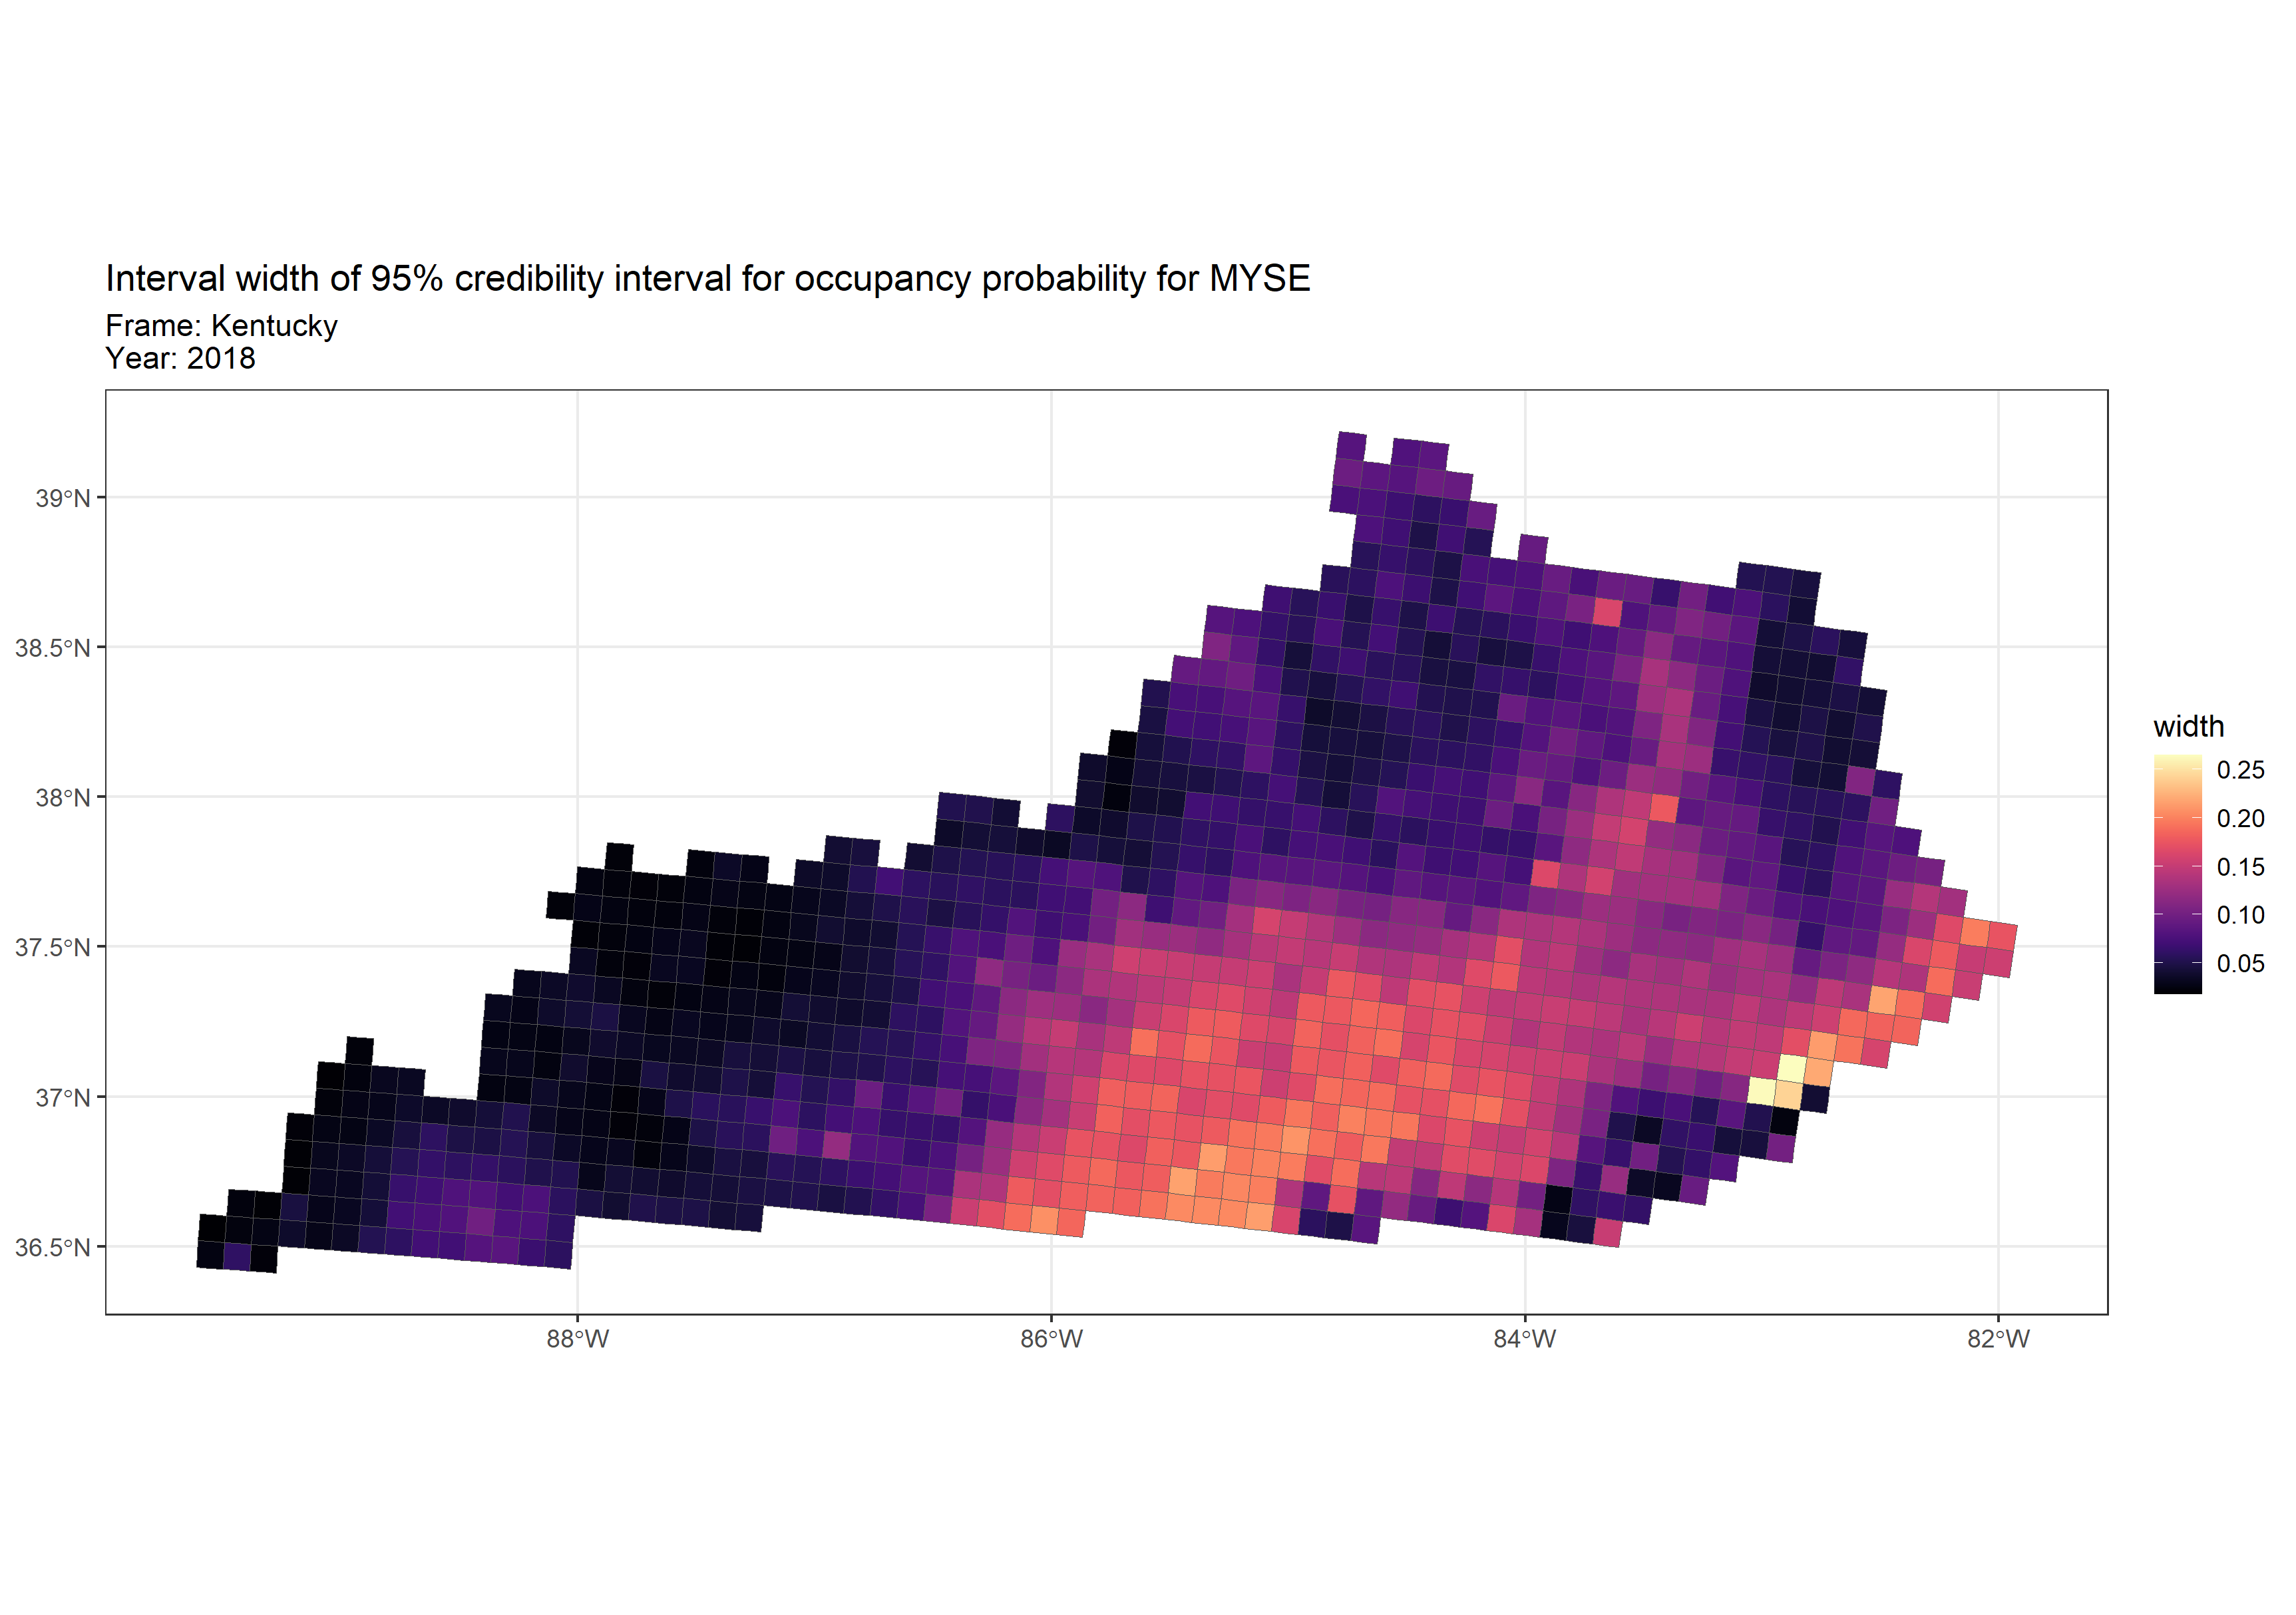 Interval width of 95% credibility interval for occupancy probability for MYSE
Frame: Kentucky
Year: 2018
39°N
38.5°N
38°N
37.5°N
37°N
36.5°N
88°W
86°W
84°W
82°W
width
0.25
0.20
0.15
0.10
0.05